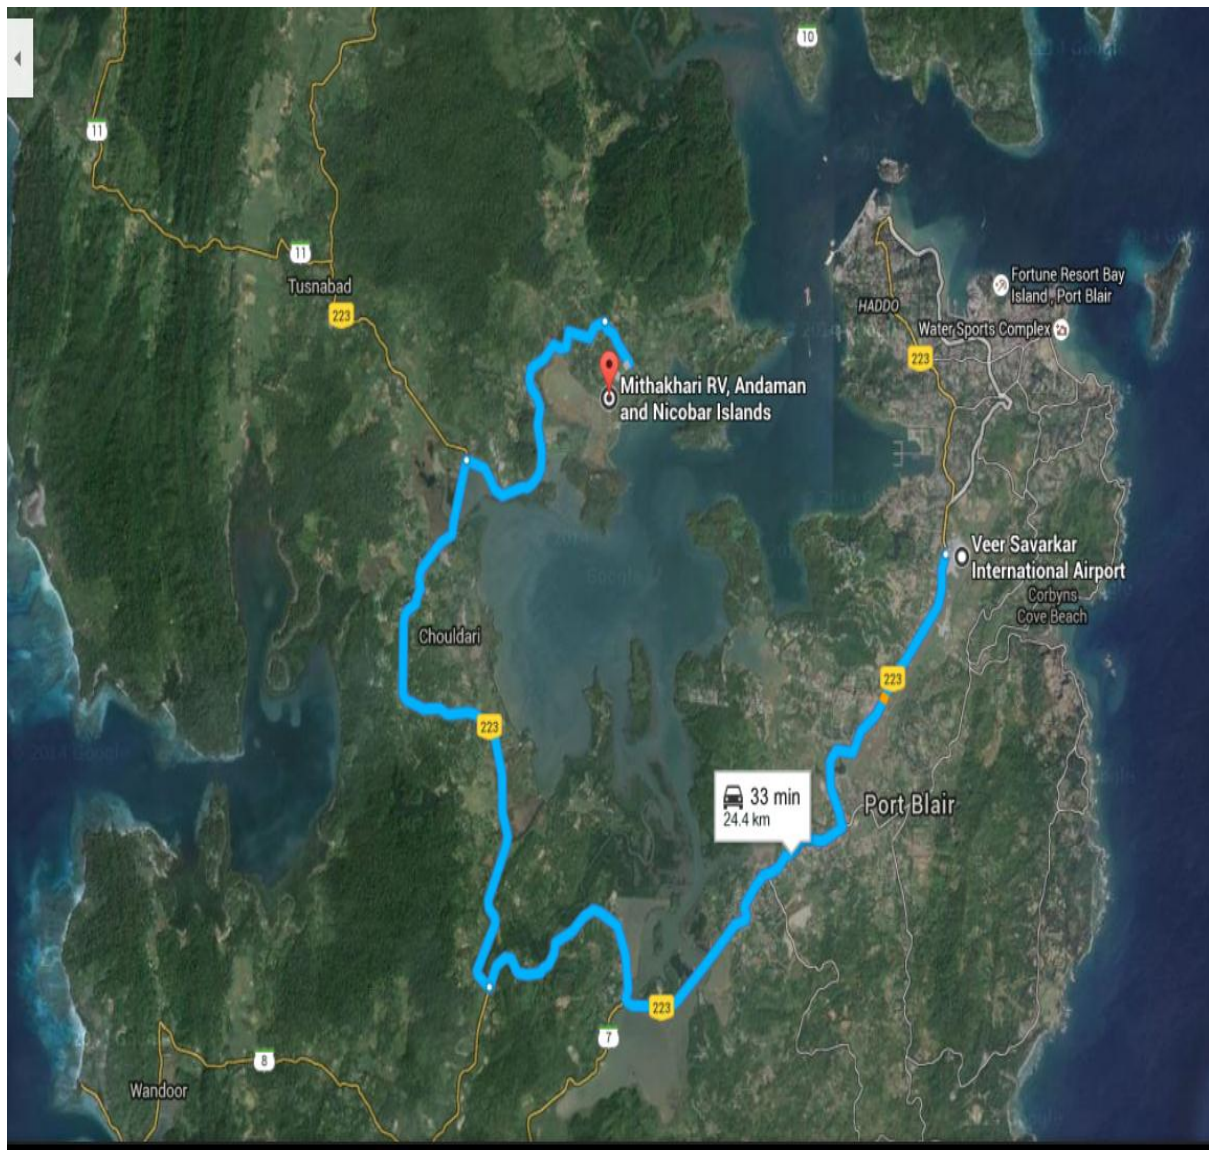 10
11
11
Tusnabad
223
Fortune Resort Bay
Island, Port Blair
HADDO
Water Sports Complex
223
Mithakhari RV, Andaman
and Nicobar Islands
Veer Savarkar
International Airport
Corbyns
Cove Beach
Google
Chouldari
223
223
33 min
24.4 km
Port Blair
223
7
8
Wandoor